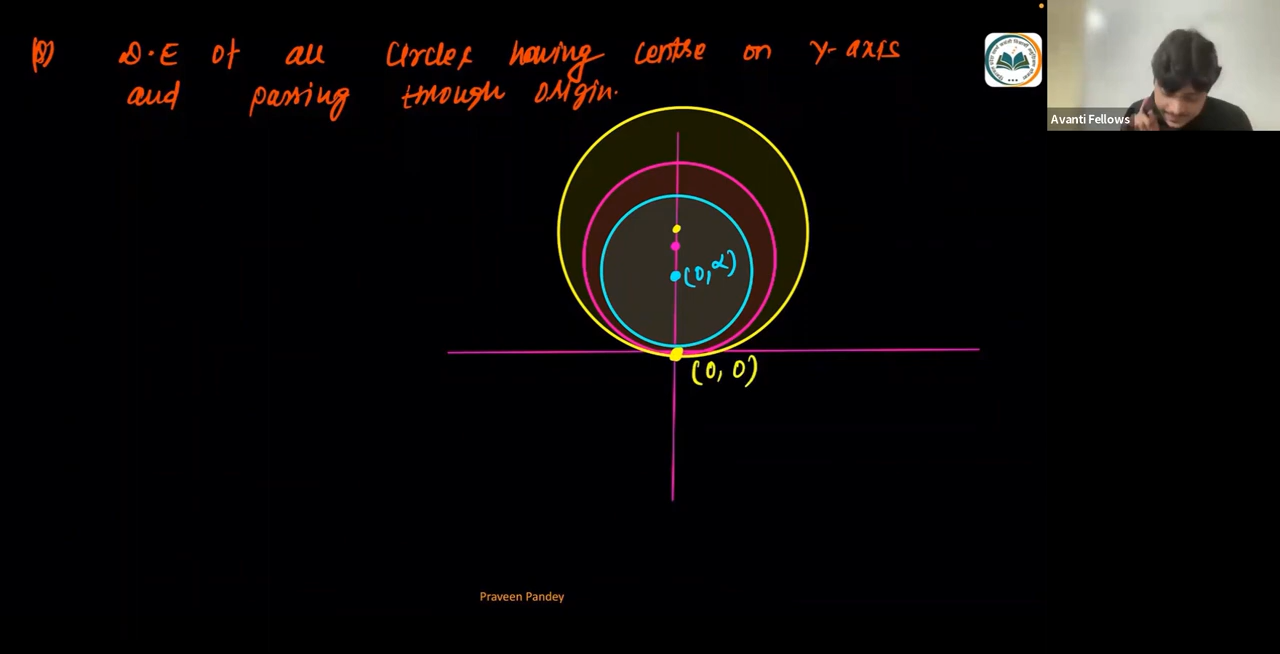 Q) D.E of all circles having centre on y-axis
and passing through origin.
(0, α)
(0, 0)
Avanti Fellows
Praveen Pandey